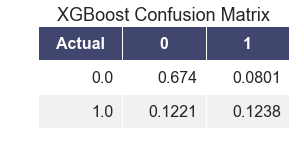 XGBoost Confusion Matrix
Actual 0 1
0.0 0.674 0.0801
1.0 0.1221 0.1238